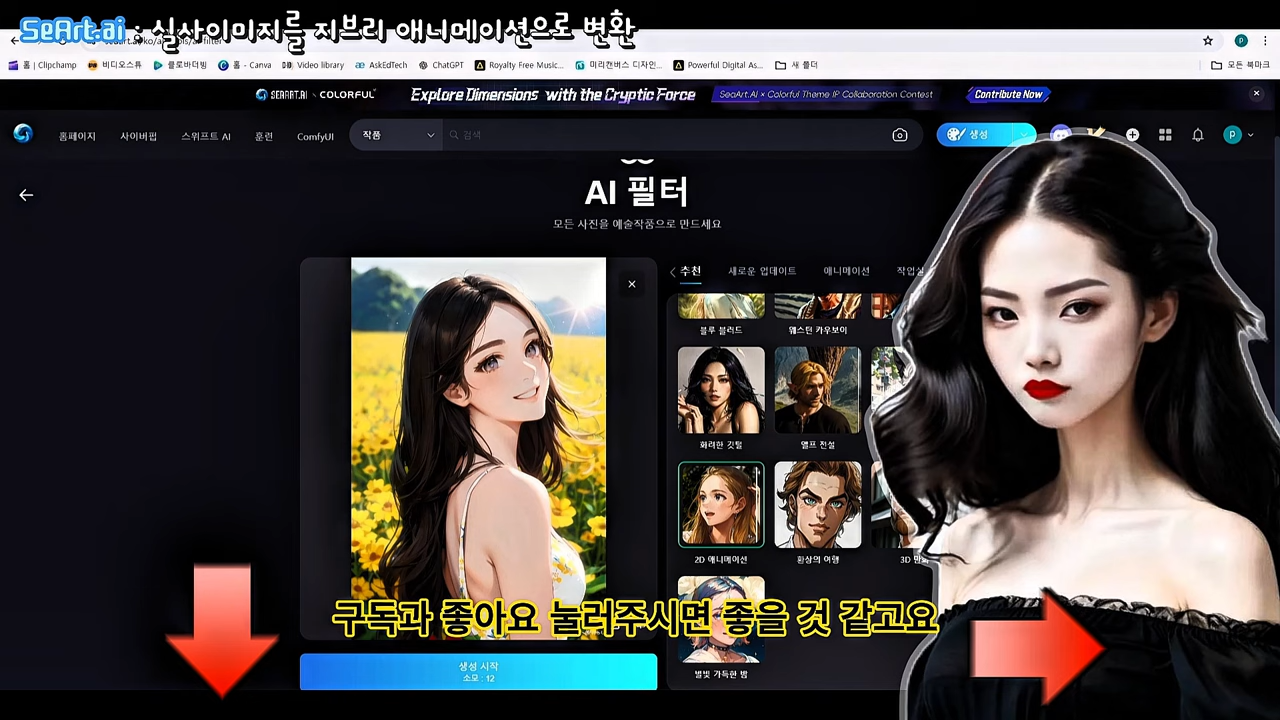 SeArt.ai : 실사이미지를 지브리 애니메이션으로 변환
홈 | Clipchamp
비디오스튜
클로바더빙
홈 - Canva
Video library
AskEdTech
ChatGPT
Royalty Free Music...
미리캔버스 디자인...
Powerful Digital As...
새 폴더
모든 북마크
SEAART.AI × COLORFUL
Explore Dimensions with the Cryptic Force
SeaArt.AI × Colorful Theme IP Collaboration Contest
Contribute Now
홈페이지
사이버펍
스위프트 AI
훈련
ComfyUI
작품
검색
생성
P
AI 필터
모든 사진을 예술작품으로 만드세요
추천
새로운 업데이트
애니메이션
작업실
블루 블러드
웨스턴 카우보이
화려한 깃털
엘프 전설
2D 애니메이션
환상의 여행
3D 만화
별빛 가득한 밤
구독과 좋아요 눌러주시면 좋을 것 같고요
생성 시작
소모 : 12